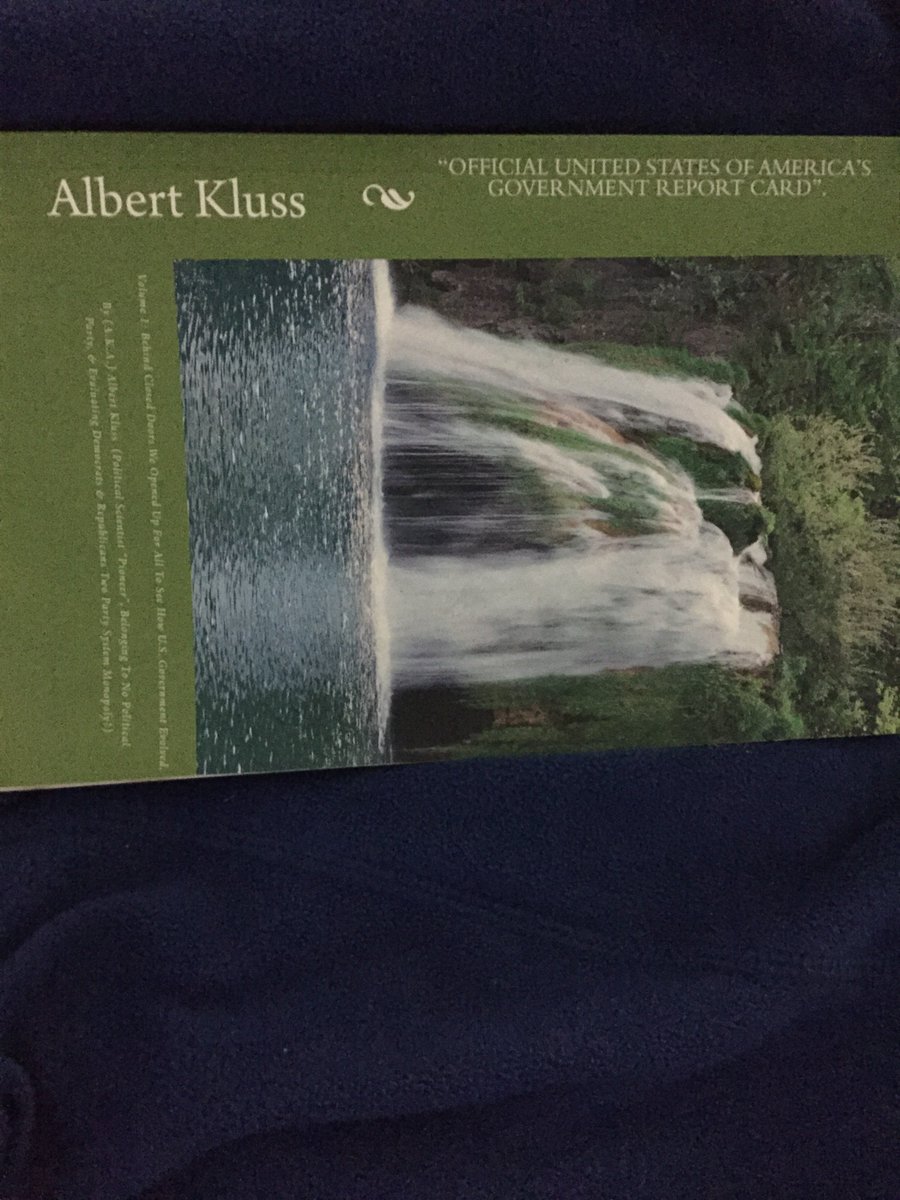 "OFFICIAL UNITED STATES OF AMERICA'S
GOVERNMENT REPORT CARD".
Albert Kluss
Volume I. Behind Closed Doors We Opened Up For All To See How U.S. Government Evolved.
By (A.K.A.) Albert Kluss (Political Scientist "Pioneer", Belonging To No Political
Party, & Evaluating Democrats & Republicans Two Party System Monopoly!)